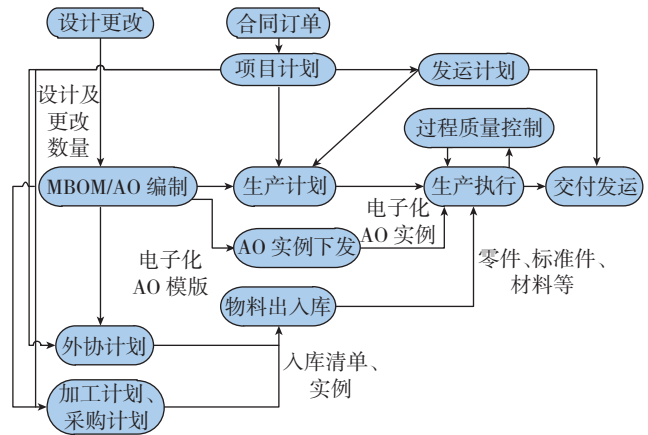 设计更改
合同订单
项目计划
发运计划
设计及
更改
数量
过程质量控制
MBOM/AO 编制
生产计划
生产执行
交付发运
电子化
AO 实例
AO 实例下发
电子化
AO 模版
零件、标准件、
材料等
物料出入库
外协计划
入库清单、
实例
加工计划、
采购计划